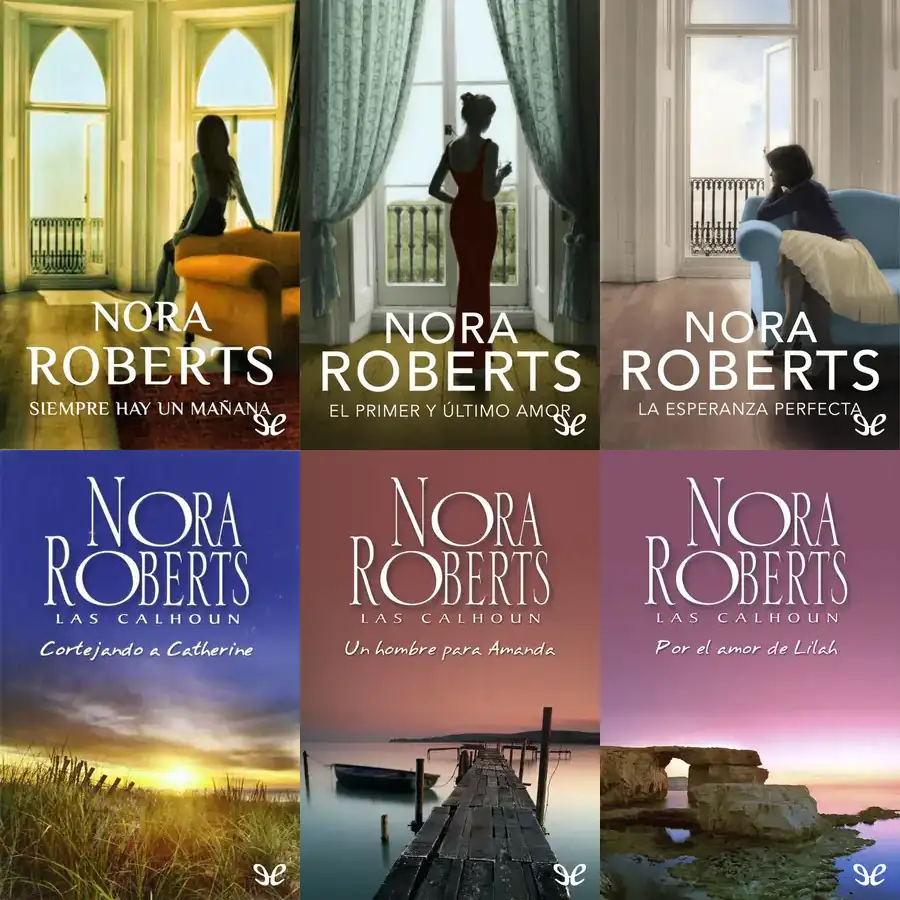 NORA
ROBERTS
SIEMPRE HAY UN MAÑANA
NORA
ROBERTS
EL PRIMER Y ÚLTIMO AMOR
NORA
ROBERTS
LA ESPERANZA PERFECTA
NORA
ROBERTS
LAS CALHOUN
Cortejando a Catherine
NORA
ROBERTS
LAS CALHOUN
Un hombre para Amanda
NORA
ROBERTS
LAS CALHOUN
Por el amor de Lilah